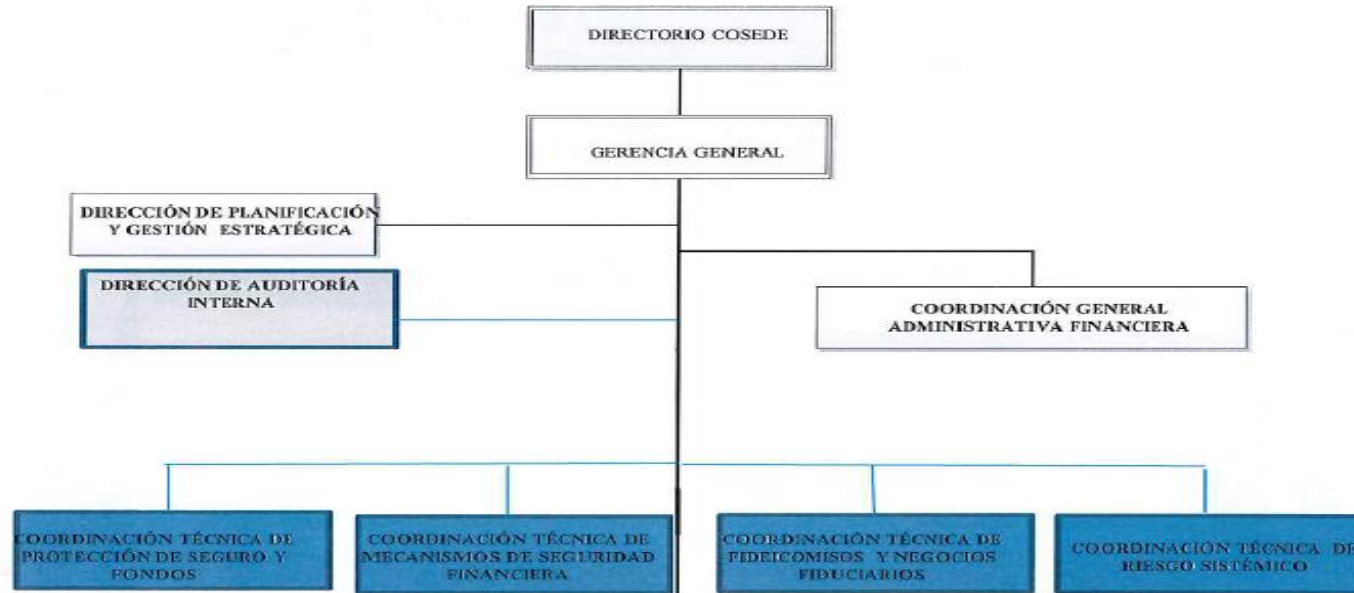 DIRECTORIO COSEDE
GERENCIA GENERAL
DIRECCIÓN DE PLANIFICACIÓN
Y GESTIÓN ESTRATÉGICA
DIRECCIÓN DE AUDITORÍA
INTERNA
COORDINACIÓN GENERAL
ADMINISTRATIVA FINANCIERA
COORDINACIÓN TÉCNICA DE
PROTECCIÓN DE SEGURO Y
FONDOS
COORDINACIÓN TÉCNICA DE
MECANISMOS DE SEGURIDAD
FINANCIERA
COORDINACIÓN TÉCNICA DE
FIDEICOMISOS Y NEGOCIOS
FIDUCIARIOS
COORDINACIÓN TÉCNICA DE
RIESGO SISTÉMICO